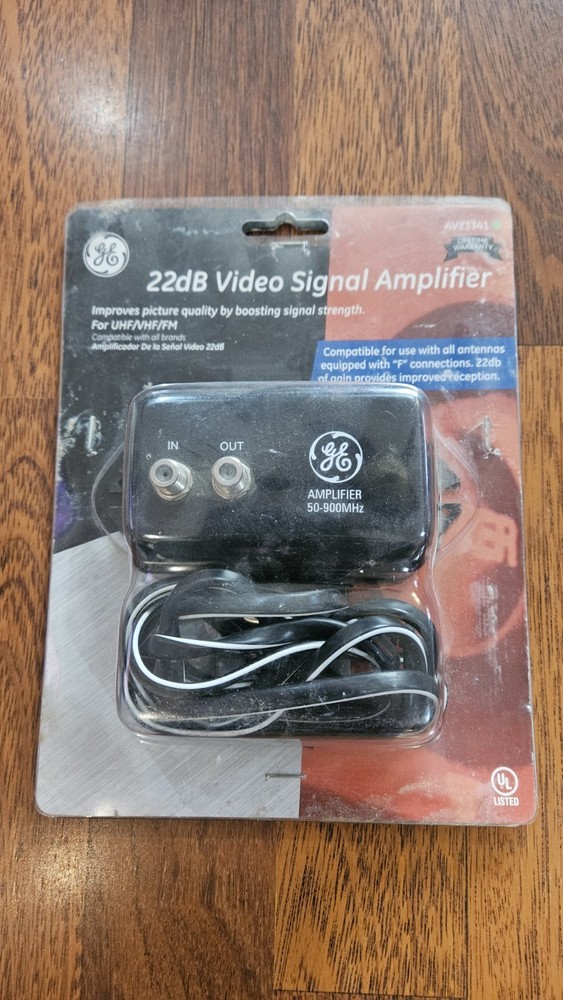 AV23341
LIFETIME
WARRANTY
GE
22dB Video Signal Amplifier
Improves picture quality by boosting signal strength.
For UHF/VHF/FM
Compatible with all brands
Amplificador De la Señal Video 22dB
Compatible for use with all antennas
equipped with "F" connections. 22db
of gain provides improved reception.
IN
OUT
GE
AMPLIFIER
50-900MHz
UL
LISTED